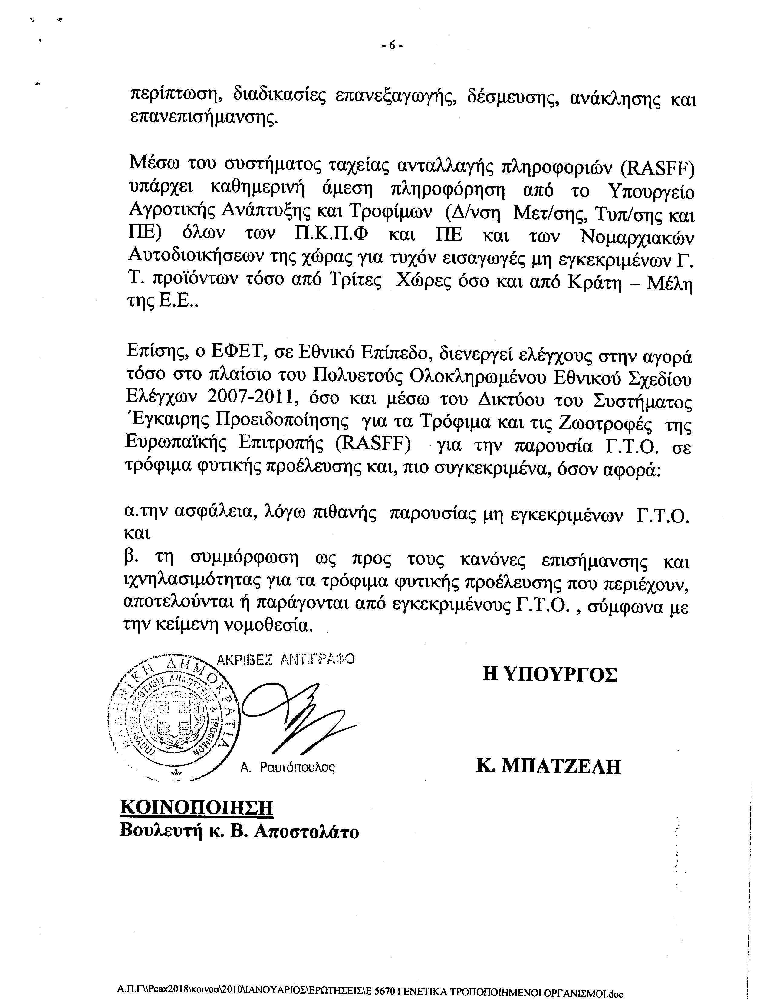 - 6 -
περίπτωση, διαδικασίες επανεξαγωγής, δέσμευσης, ανάκλησης και
επανεπισήμανσης.
Μέσω του συστήματος ταχείας ανταλλαγής πληροφοριών (RASFF)
υπάρχει καθημερινή άμεση πληροφόρηση από το Υπουργείο
Αγροτικής Ανάπτυξης και Τροφίμων (Δ/νση Μετ/σης, Τυπ/σης και
ΠΕ) όλων των Π.Κ.Π.Φ και ΠΕ και των Νομαρχιακών
Αυτοδιοικήσεων της χώρας για τυχόν εισαγωγές μη εγκεκριμένων Γ.
Τ. προϊόντων τόσο από Τρίτες Χώρες όσο και από Κράτη – Μέλη
της Ε.Ε..
Επίσης, ο ΕΦΕΤ, σε Εθνικό Επίπεδο, διενεργεί ελέγχους στην αγορά
τόσο στο πλαίσιο του Πολυετούς Ολοκληρωμένου Εθνικού Σχεδίου
Ελέγχων 2007-2011, όσο και μέσω του Δικτύου του Συστήματος
Έγκαιρης Προειδοποίησης για τα Τρόφιμα και τις Ζωοτροφές της
Ευρωπαϊκής Επιτροπής (RASFF) για την παρουσία Γ.Τ.Ο. σε
τρόφιμα φυτικής προέλευσης και, πιο συγκεκριμένα, όσον αφορά:
α.την ασφάλεια, λόγω πιθανής παρουσίας μη εγκεκριμένων Γ.Τ.Ο.
και
β. τη συμμόρφωση ως προς τους κανόνες επισήμανσης και
ιχνηλασιμότητας για τα τρόφιμα φυτικής προέλευσης που περιέχουν,
αποτελούνται ή παράγονται από εγκεκριμένους Γ.Τ.Ο. , σύμφωνα με
την κείμενη νομοθεσία.
ΑΚΡΙΒΕΣ ΑΝΤΙΓΡΑΦΟ
ΕΛΛΗΝΙΚΗ ΔΗΜΟΚΡΑΤΙΑ
ΥΠΟΥΡΓΕΙΟ ΑΓΡΟΤΙΚΗΣ ΑΝΑΠΤΥΞΕΩΣ & ΤΡΟΦΙΜΩΝ
Η ΥΠΟΥΡΓΟΣ
Α. Ραυτόπουλος
Κ. ΜΠΑΤΖΕΛΗ
ΚΟΙΝΟΠΟΙΗΣΗ
Βουλευτή κ. Β. Αποστολάτο
Α.Π.Γ\\Pcax2018\κοινοσ\2010\ΙΑΝΟΥΑΡΙΟΣ\ΕΡΩΤΗΣΕΙΣ\Ε 5670 ΓΕΝΕΤΙΚΑ ΤΡΟΠΟΠΟΙΗΜΕΝΟΙ ΟΡΓΑΝΙΣΜΟΙ.doc